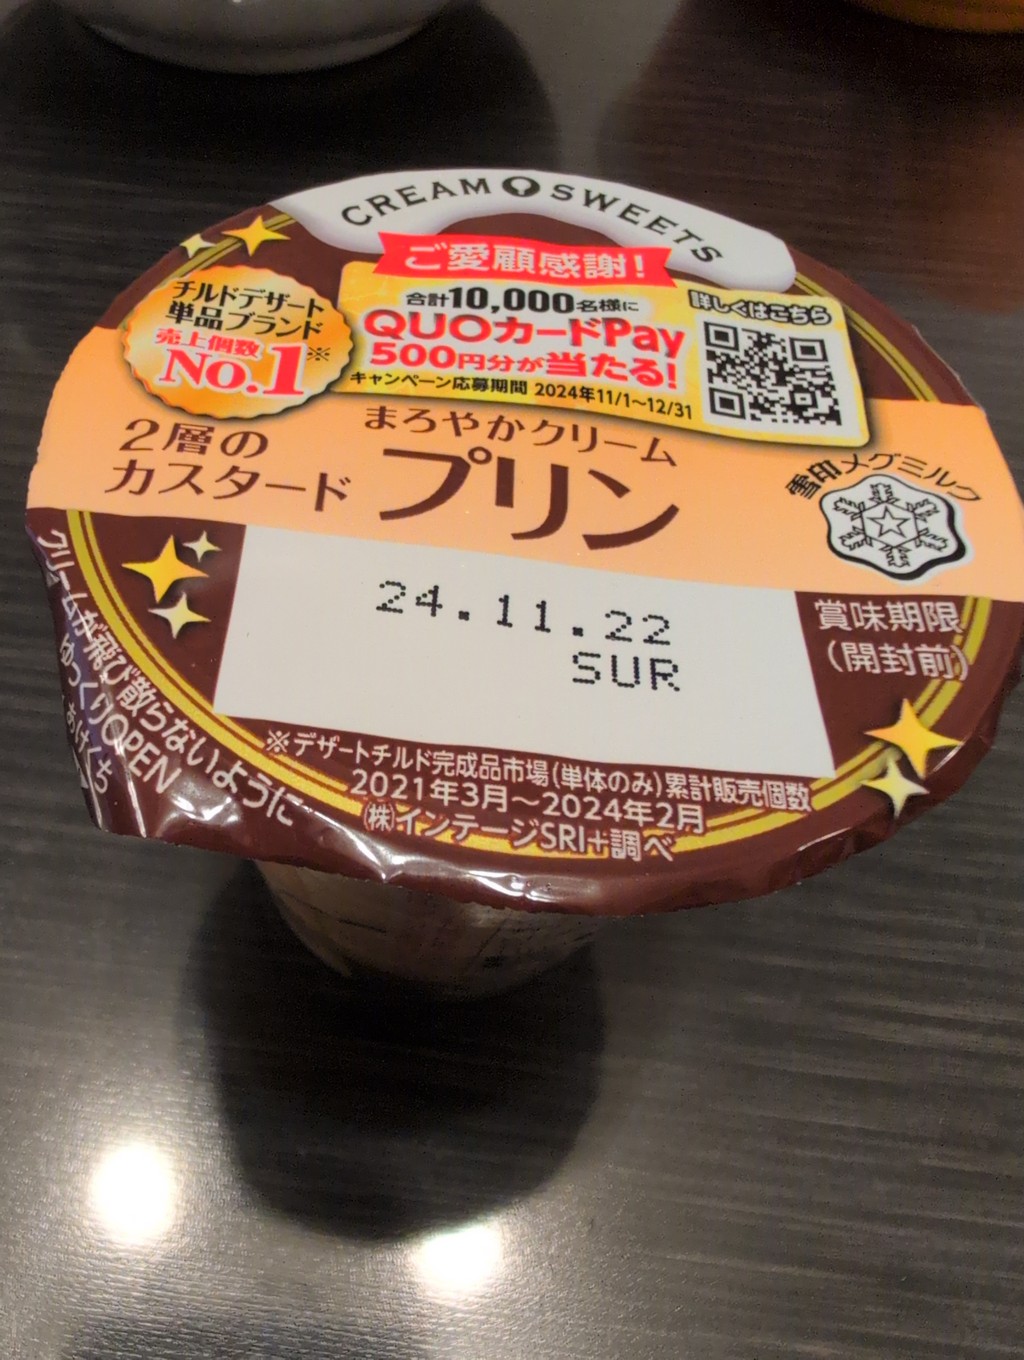 CREAM SWEETS
ご愛顧感謝!
チルドデザート
単品ブランド
売上個数
No.1※
合計10,000名様に
QUOカードPay
500円分が当たる!
キャンペーン応募期間 2024年11/1～12/31
詳しくはこちら
2層の
カスタード
まろやかクリーム
プリン
雪印メグミルク
24.11.22
SUR
賞味期限
(開封前)
クリームが飛び散らないように
ゆっくりOPEN
※デザートチルド完成品市場(単体のみ)累計販売個数
2021年3月～2024年2月
㈱インテージSRI+調べ